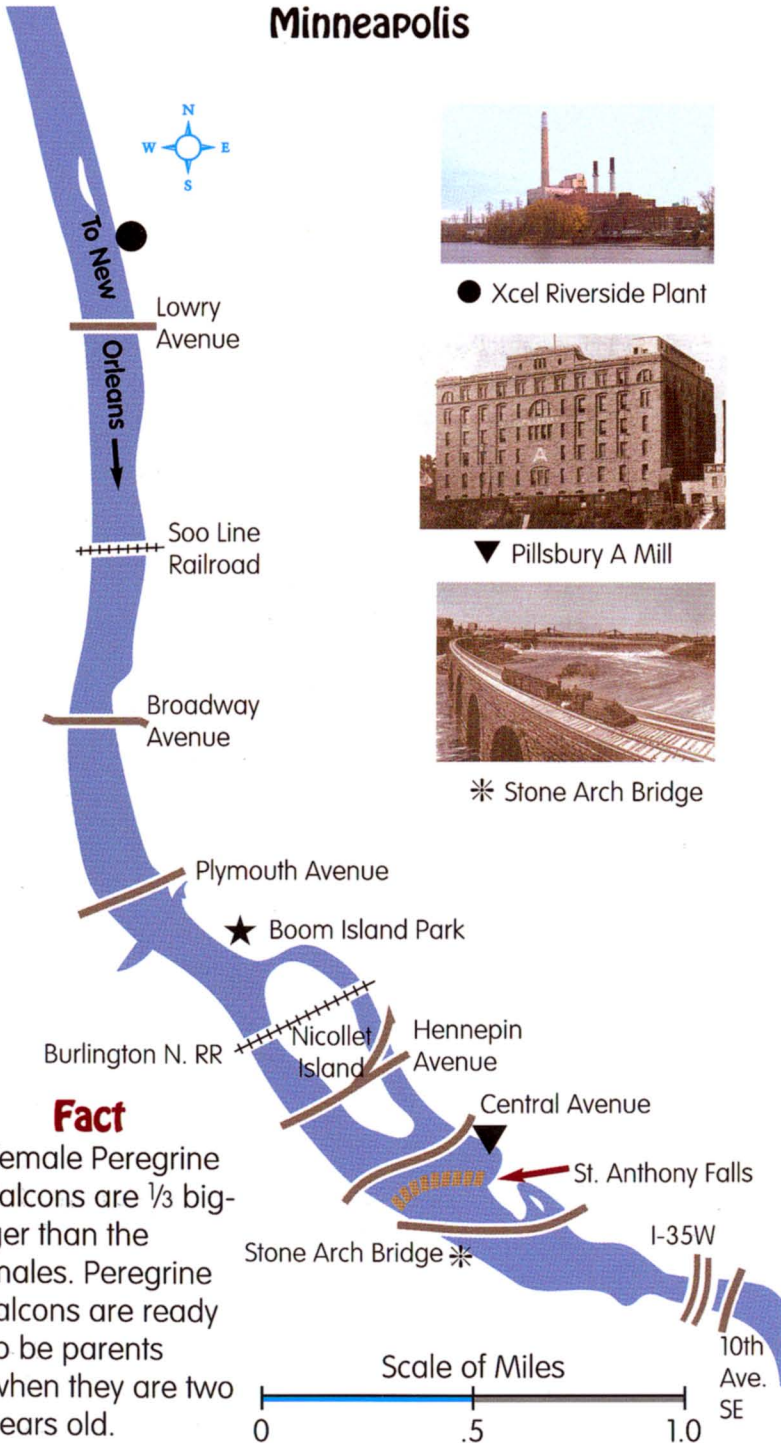 Minneapolis
N
W E
S
Xcel Riverside Plant
To New
Orleans
Lowry
Avenue
A
Pillsbury A Mill
Soo Line
Railroad
Broadway
Avenue
Stone Arch Bridge
Plymouth Avenue
Boom Island Park
Burlington N. RR
Nicollet
Island
Hennepin
Avenue
Central Avenue
St. Anthony Falls
Stone Arch Bridge
I-35W
10th
Ave.
SE
Fact
emale Peregrine
alcons are 1/3 big-
ger than the
males. Peregrine
alcons are ready
o be parents
when they are two
ears old.
Scale of Miles
0 .5 1.0